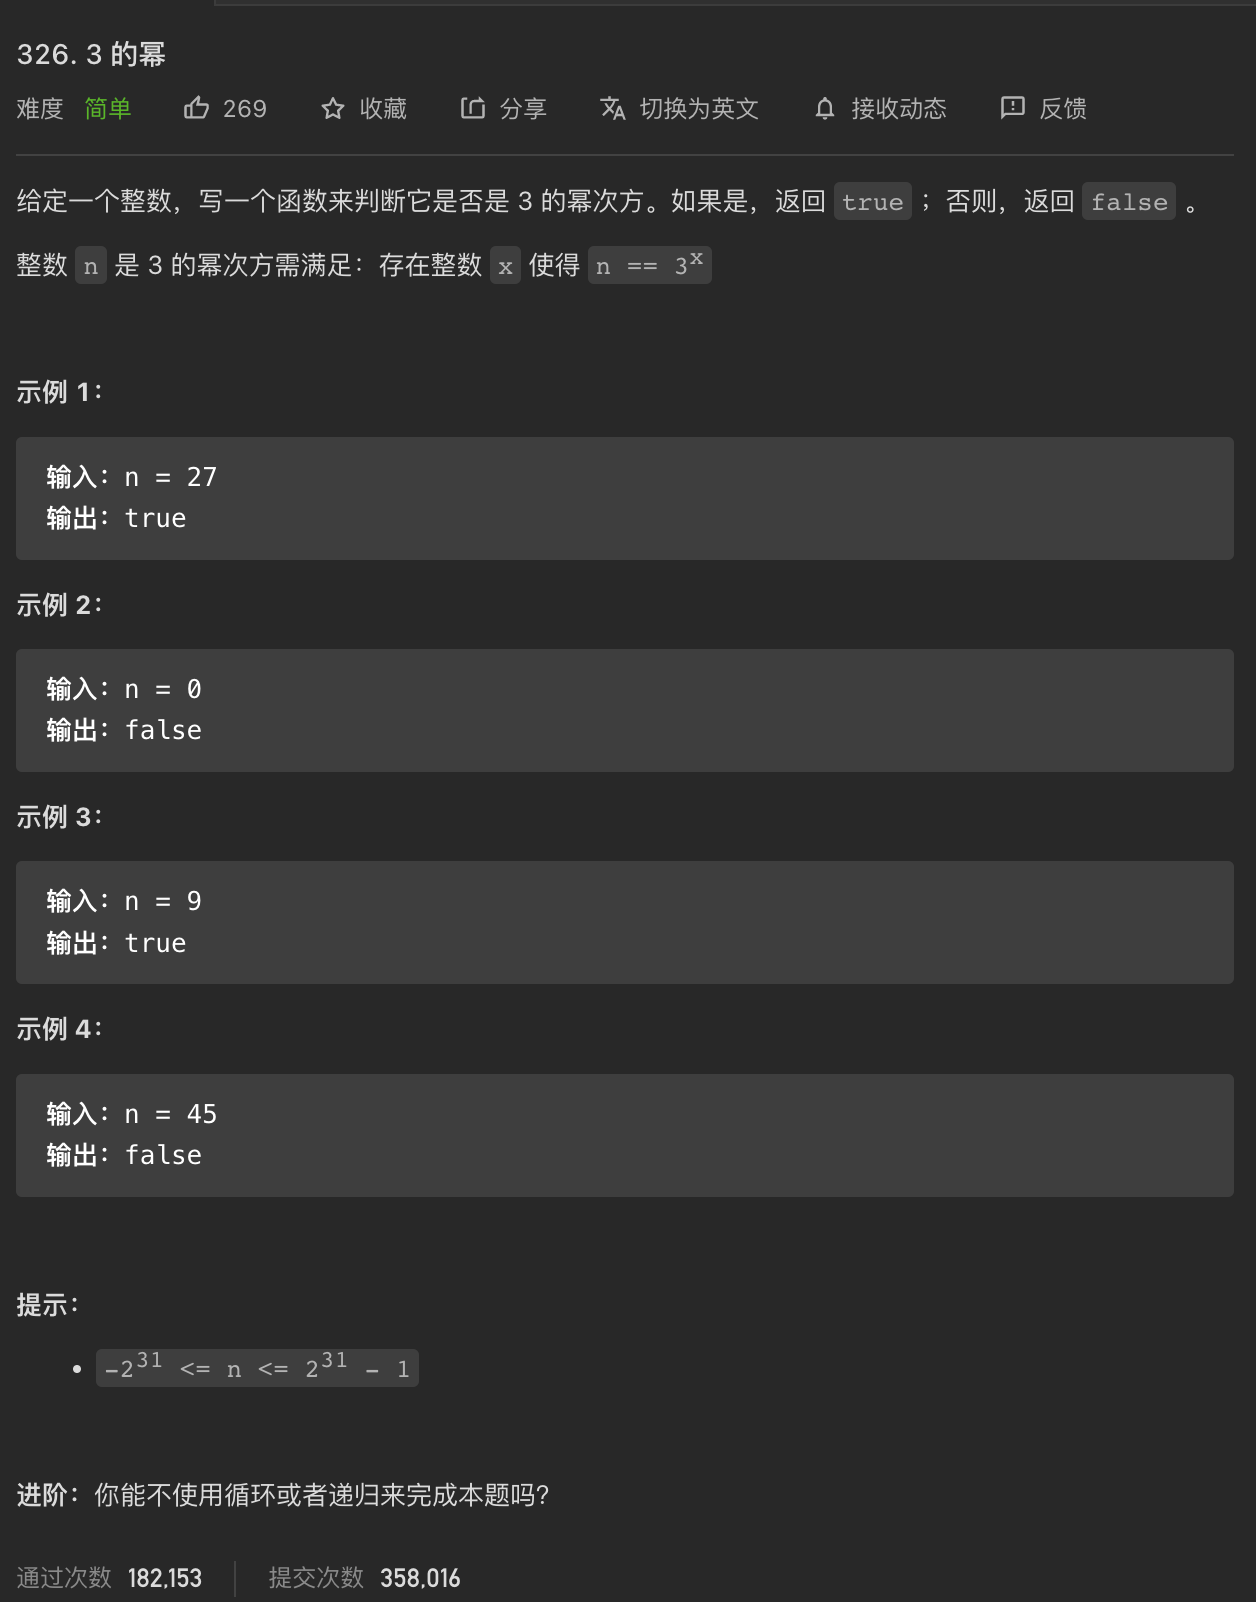 326. 3 的幂
难度 简单 269 收藏 分享 切换为英文 接收动态 反馈
给定一个整数，写一个函数来判断它是否是 3 的幂次方。如果是，返回 true ；否则，返回 false 。
整数 n 是 3 的幂次方需满足：存在整数 x 使得 n == 3^x
示例 1：
输入：n = 27
输出：true
示例 2：
输入：n = 0
输出：false
示例 3：
输入：n = 9
输出：true
示例 4：
输入：n = 45
输出：false
提示：
• -2^31 <= n <= 2^31 - 1
进阶：你能不使用循环或者递归来完成本题吗？
通过次数 182,153 提交次数 358,016